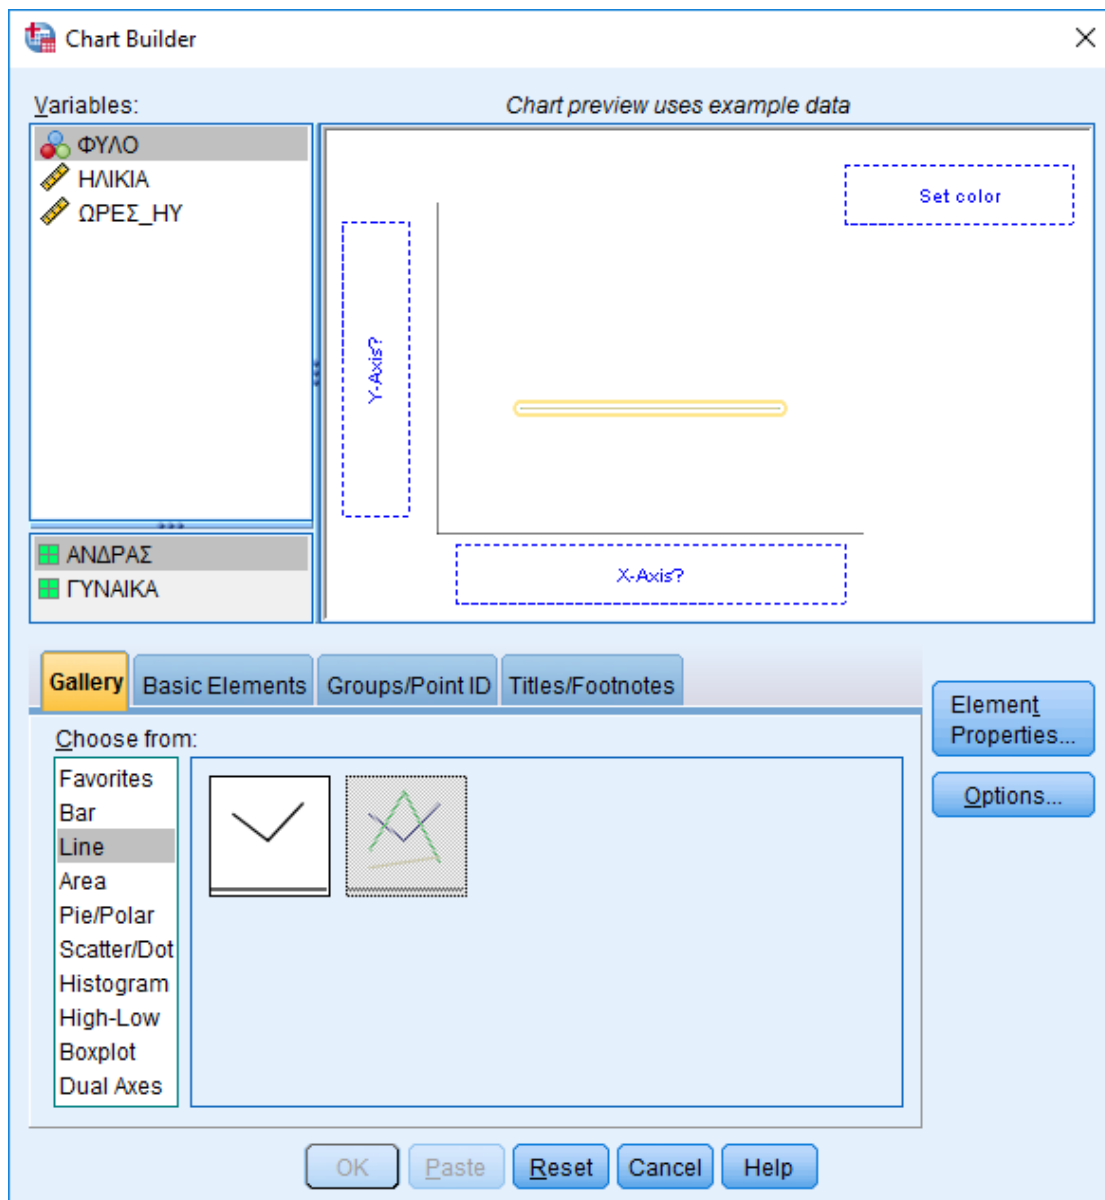 Chart Builder
Variables:
Chart preview uses example data
ΦΥΛΟ
ΗΛΙΚΙΑ
ΩΡΕΣ_ΗΥ
ΑΝΔΡΑΣ
ΓΥΝΑΙΚΑ
Set color
Y-Axis?
X-Axis?
Gallery
Basic Elements
Groups/Point ID
Titles/Footnotes
Choose from:
Favorites
Bar
Line
Area
Pie/Polar
Scatter/Dot
Histogram
High-Low
Boxplot
Dual Axes
Element
Properties...
Options...
OK
Paste
Reset
Cancel
Help